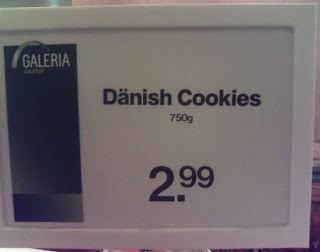 GALERIA
Dänish Cookies
750g
2.99